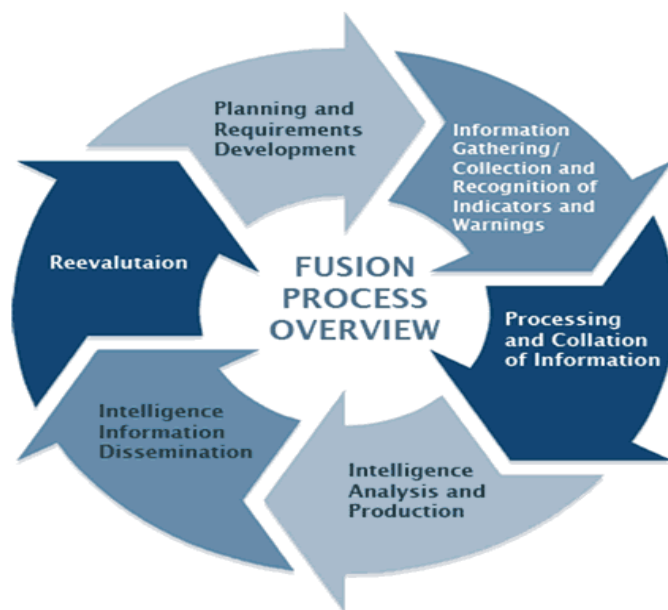 Planning and
Requirements
Development
Information
Gathering/
Collection and
Recognition of
Indicators and
Warnings
Processing
and Collation
of Information
Intelligence
Analysis and
Production
Intelligence
Information
Dissemination
Reevalutaion
FUSION
PROCESS
OVERVIEW